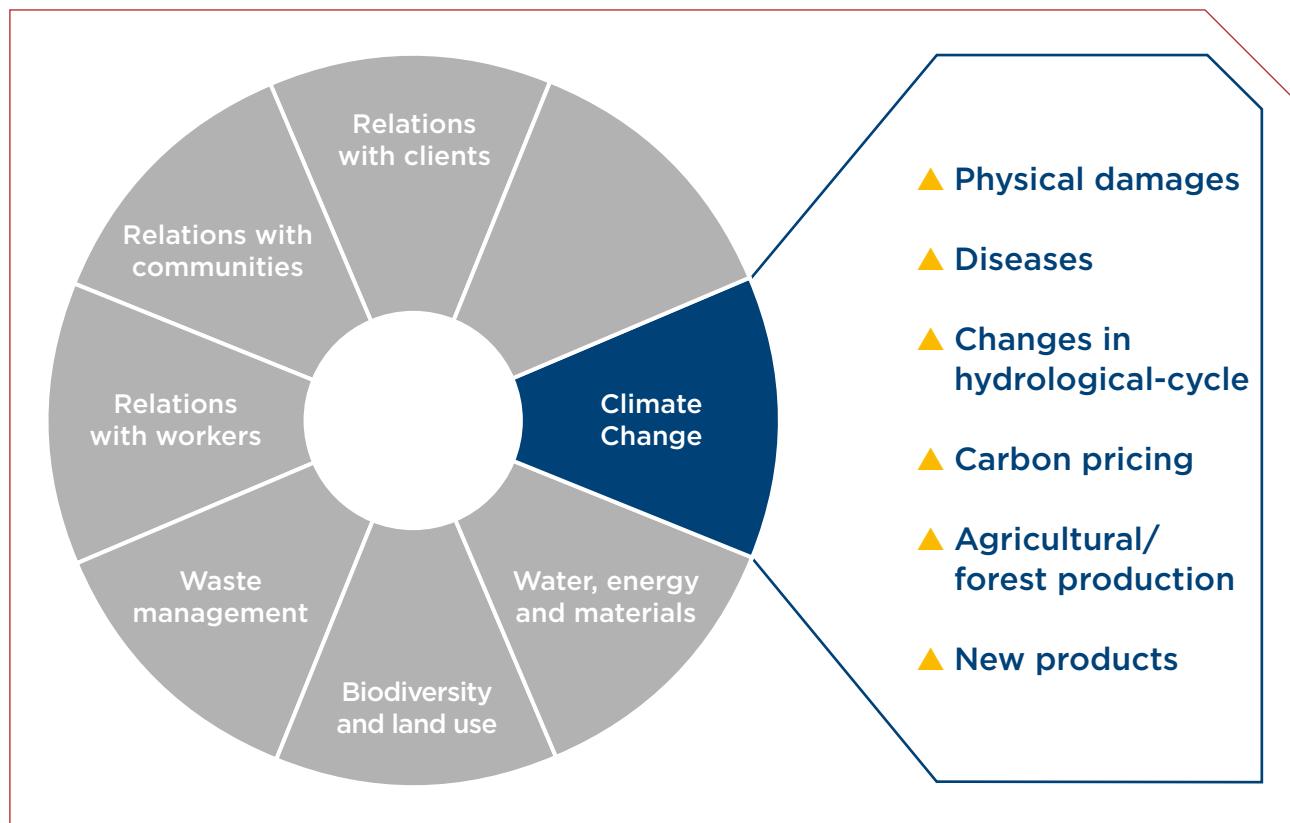 Relations
with clients
Relations with
communities
Relations
with workers
Waste
management
Biodiversity
and land use
Water, energy
and materials
Climate
Change
Physical damages
Diseases
Changes in
hydrological-cycle
Carbon pricing
Agricultural/
forest production
New products